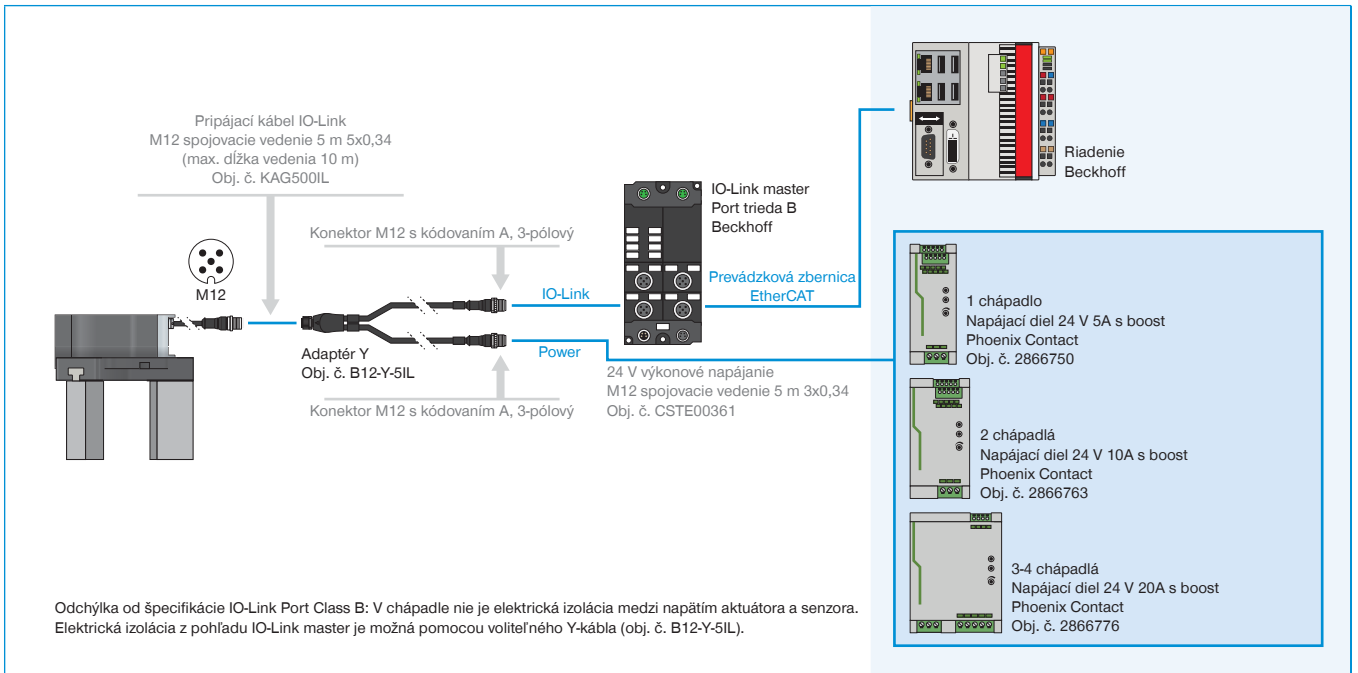 Pripájací kábel IO-Link
M12 spojovacie vedenie 5 m 5x0,34
(max. dĺžka vedenia 10 m)
Obj. č. KAG500IL
M12
Konektor M12 s kódovaním A, 3-pólový
Adaptér Y
Obj. č. B12-Y-5IL
Konektor M12 s kódovaním A, 3-pólový
IO-Link
Power
IO-Link master
Port trieda B
Beckhoff
Prevádzková zbernica
EtherCAT
24 V výkonové napájanie
M12 spojovacie vedenie 5 m 3x0,34
Obj. č. CSTE00361
Riadenie
Beckhoff
1 chápadlo
Napájací diel 24 V 5A s boost
Phoenix Contact
Obj. č. 2866750
2 chápadlá
Napájací diel 24 V 10A s boost
Phoenix Contact
Obj. č. 2866763
3-4 chápadlá
Napájací diel 24 V 20A s boost
Phoenix Contact
Obj. č. 2866776
Odchýlka od špecifikácie IO-Link Port Class B: V chápadle nie je elektrická izolácia medzi napätím aktuátora a senzora.
Elektrická izolácia z pohľadu IO-Link master je možná pomocou voliteľného Y-kábla (obj. č. B12-Y-5IL).